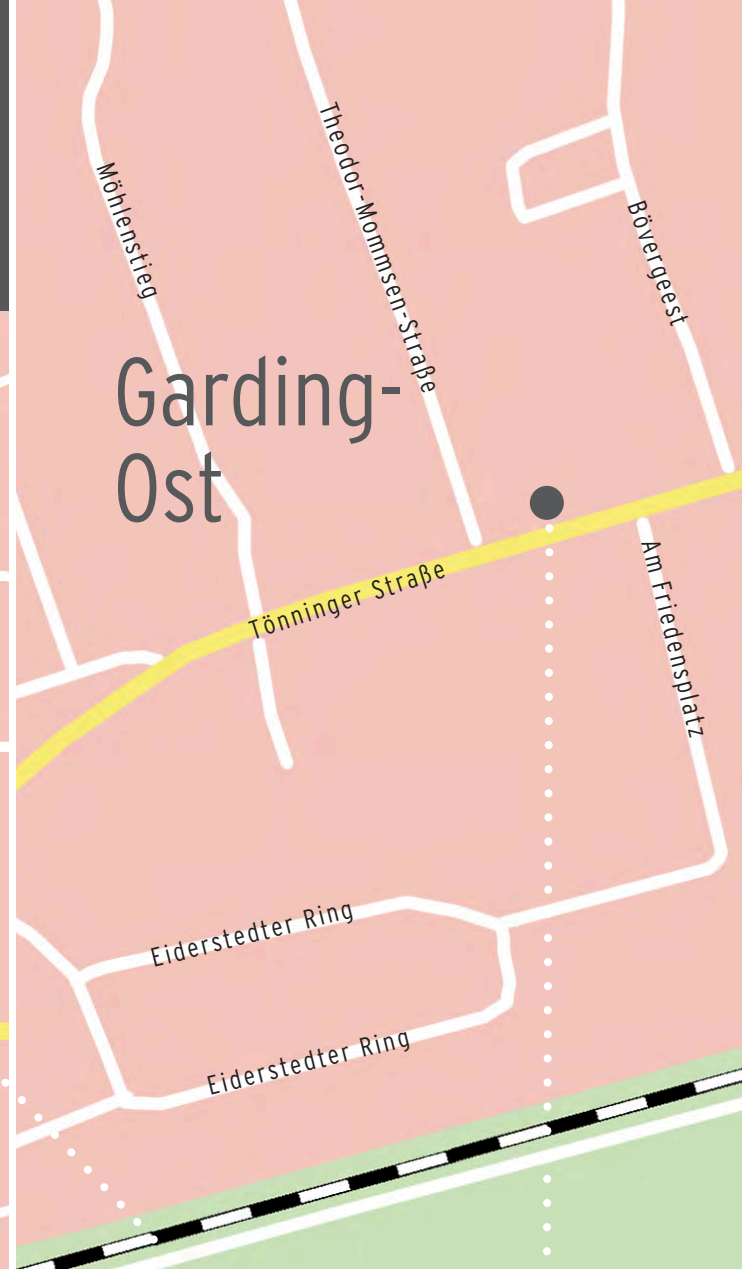 Möhlenstieg
Theodor-Mommsen-Straße
Bövergeest
Garding-
Ost
Tönninger Straße
Am Friedensplatz
Eiderstedter Ring
Eiderstedter Ring